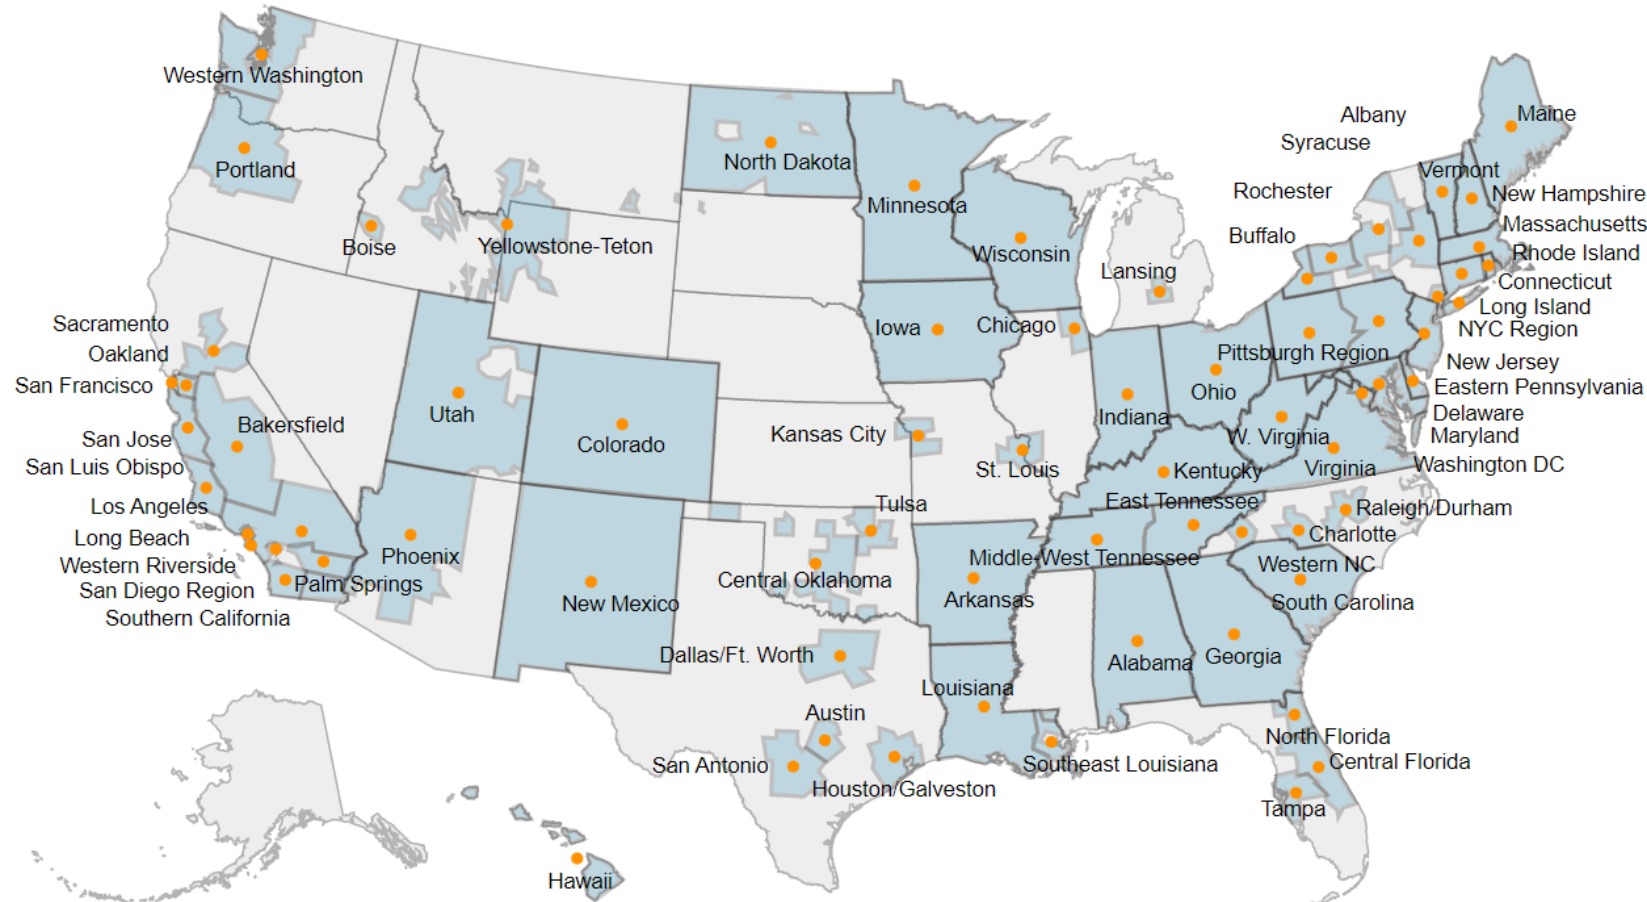 Albany
Maine
Syracuse
Western Washington
Portland
North Dakota
Vermont
Rochester
New Hampshire
Minnesota
Massachusetts
Buffalo
Boise
Yellowstone-Teton
Wisconsin
Rhode Island
Lansing
Connecticut
Long Island
Sacramento
Iowa
Chicago
NYC Region
Oakland
Pittsburgh Region
New Jersey
San Francisco
Ohio
Eastern Pennsylvania
Utah
Indiana
Delaware
Bakersfield
Kansas City
W. Virginia
Maryland
San Jose
Colorado
San Luis Obispo
St. Louis
Kentucky
Virginia
Washington DC
Los Angeles
Tulsa
East Tennessee
Raleigh/Durham
Long Beach
Charlotte
Phoenix
Middle-West Tennessee
Western Riverside
Western NC
San Diego Region
Palm Springs
Central Oklahoma
New Mexico
Arkansas
South Carolina
Southern California
Dallas/Ft. Worth
Alabama
Georgia
Louisiana
Austin
North Florida
San Antonio
Southeast Louisiana
Central Florida
Houston/Galveston
Tampa
Hawaii